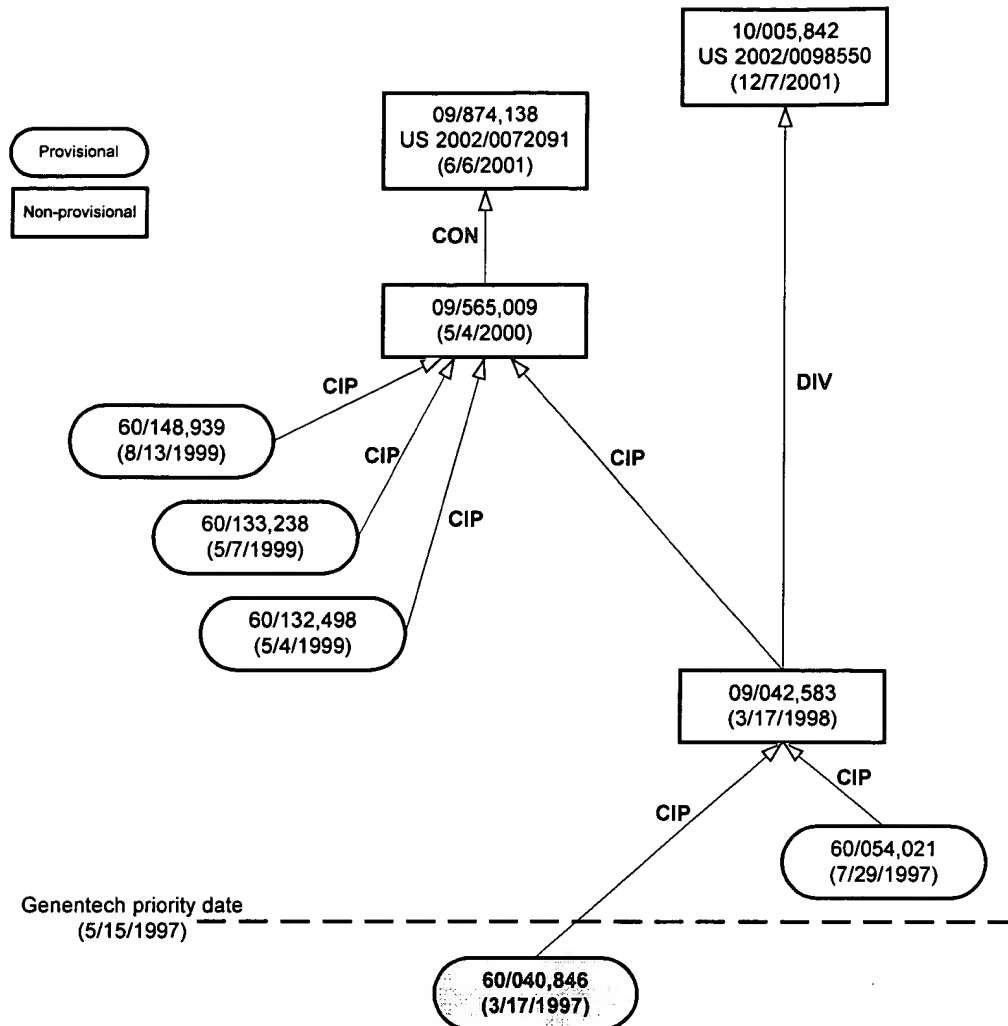 10/005,842
US 2002/0098550
(12/7/2001)
09/874,138
US 2002/0072091
(6/6/2001)
Provisional
Non-provisional
CON
09/565,009
(5/4/2000)
CIP
DIV
60/148,939
(8/13/1999)
CIP
CIP
60/133,238
(5/7/1999)
CIP
60/132,498
(5/4/1999)
09/042,583
(3/17/1998)
CIP
CIP
60/054,021
(7/29/1997)
Genentech priority date
(5/15/1997)
60/040,846
(3/17/1997)